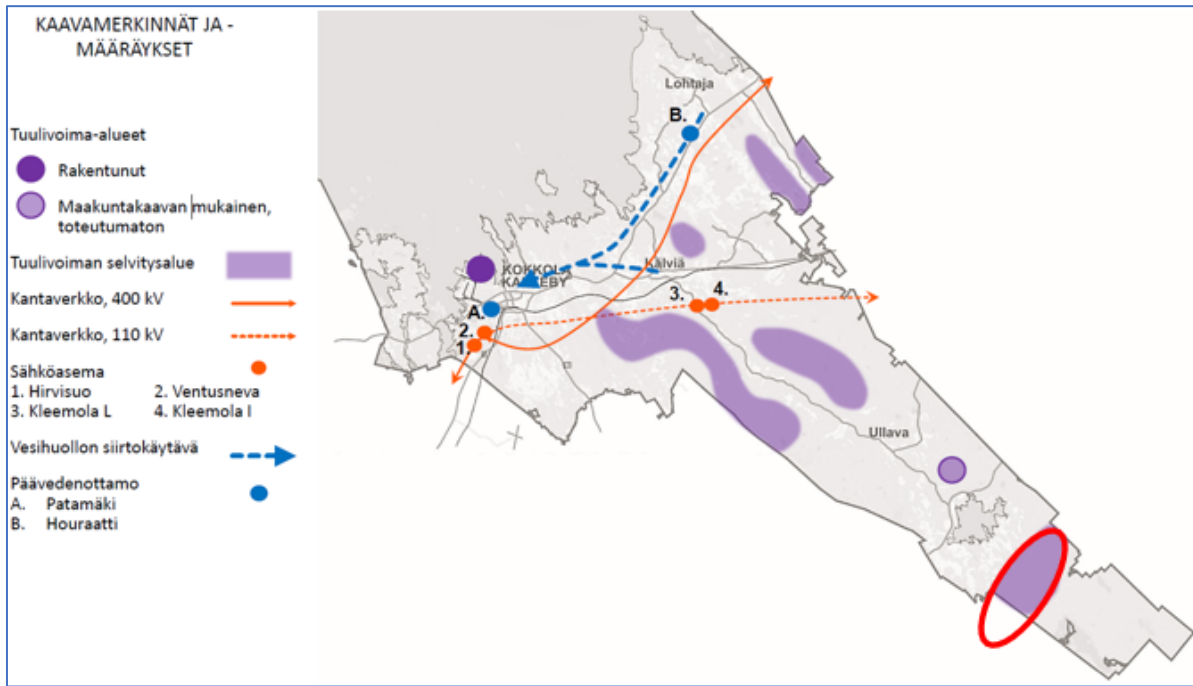 KAAVAMERKINNÄT JA -
MÄÄRÄYKSET
Tuulivoima-alueet
Rakentunut
Maakuntakaavan mukainen,
toteutumaton
Tuulivoiman selvitysalue
Kantaverkko, 400 kV
Kantaverkko, 110 kV
Sähköasema
1. Hirvisuo 2. Ventusneva
3. Kleemola L 4. Kleemola I
Vesihuollon siirtokäytävä
Päävedenottamo
A. Patamäki
B. Houraatti
Lohtaja
B.
Kälviä
KOKKOLA
KARLEBY
A.
3. 4.
2.
1.
Ullava